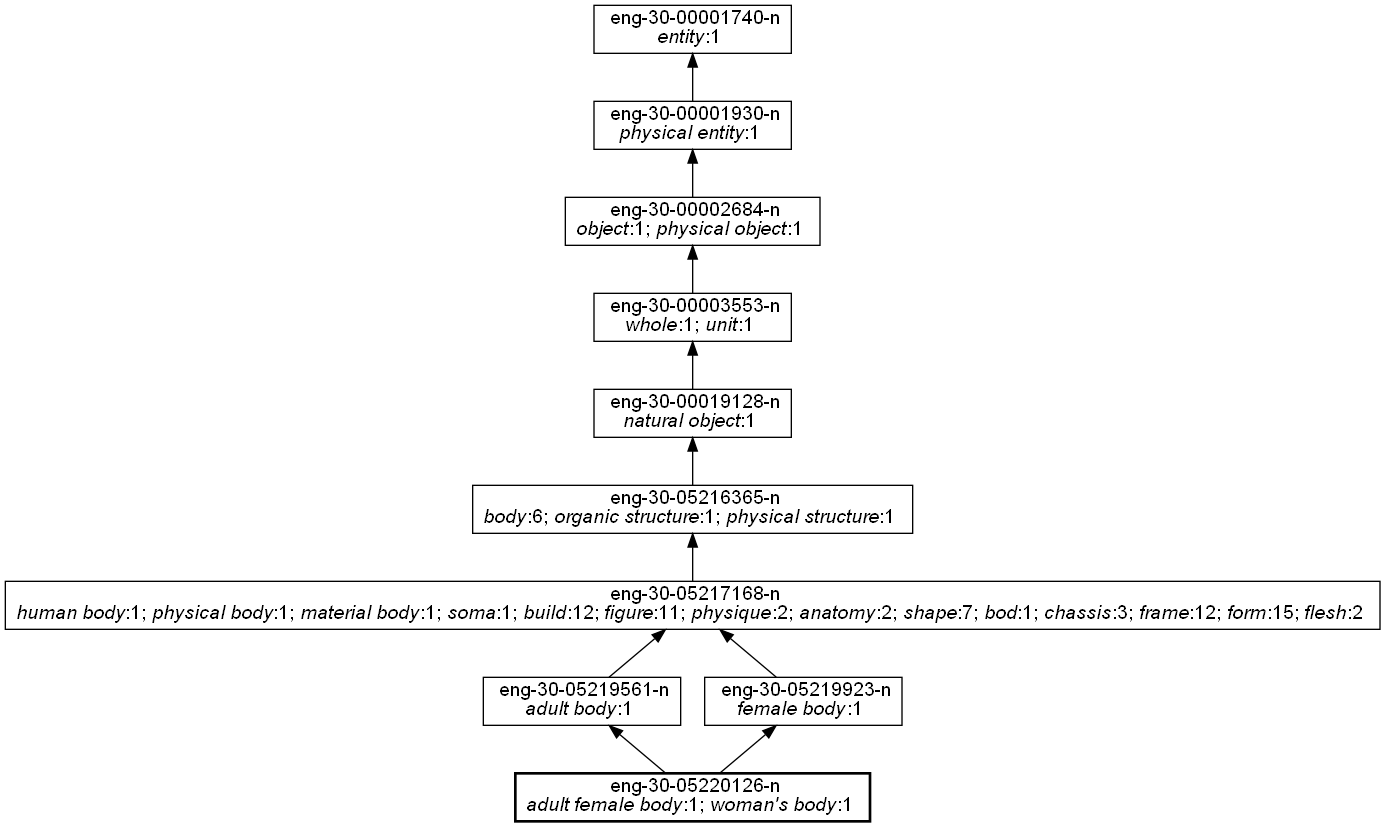 eng-30-00001740-n
entity:1
eng-30-00001930-n
physical entity:1
eng-30-00002684-n
object:1; physical object:1
eng-30-00003553-n
whole:1; unit:1
eng-30-00019128-n
natural object:1
eng-30-05216365-n
body:6; organic structure:1; physical structure:1
eng-30-05217168-n
human body:1; physical body:1; material body:1; soma:1; build:12; figure:11; physique:2; anatomy:2; shape:7; bod:1; chassis:3; frame:12; form:15; flesh:2
eng-30-05219561-n
adult body:1
eng-30-05219923-n
female body:1
eng-30-05220126-n
adult female body:1; woman's body:1